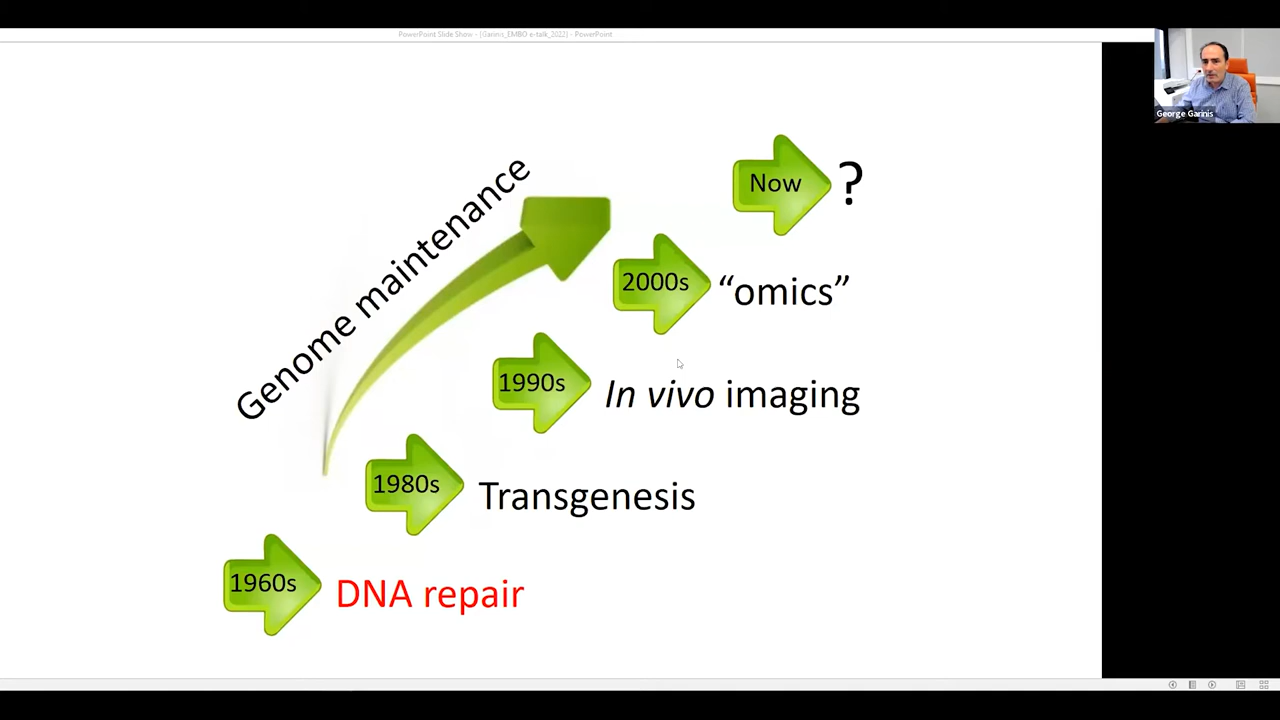 PowerPoint Slide Show - [Garinis_EMBO e-talk_2022] - PowerPoint
George Garinis
Genome maintenance
Now ?
2000s "omics"
1990s In vivo imaging
1980s Transgenesis
1960s DNA repair